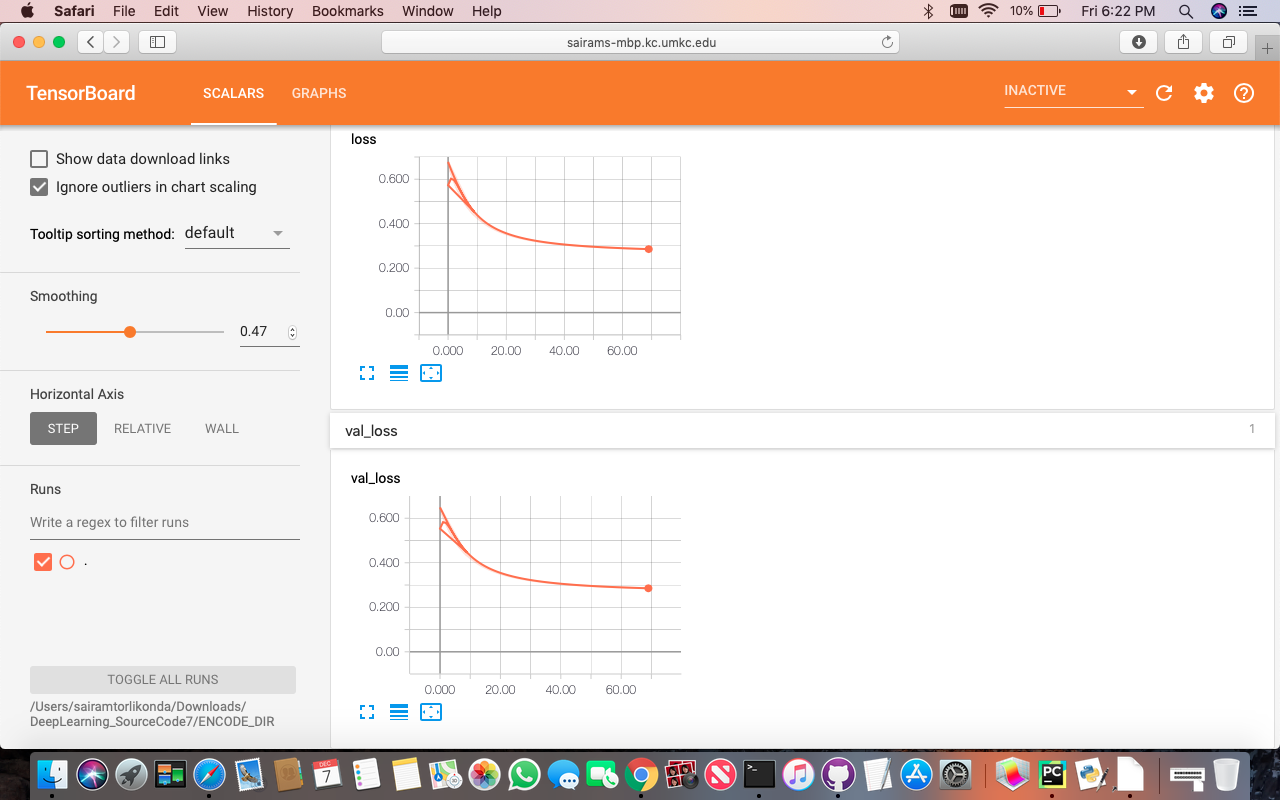 Safari File Edit View History Bookmarks Window Help 10% Fri 6:22 PM
sairams-mbp.kc.umkc.edu
TensorBoard SCALARS GRAPHS INACTIVE
Show data download links
Ignore outliers in chart scaling
Tooltip sorting method: default
Smoothing
0.47
Horizontal Axis
STEP RELATIVE WALL
Runs
Write a regex to filter runs
.
TOGGLE ALL RUNS
/Users/sairamtorlikonda/Downloads/
DeepLearning_SourceCode7/ENCODE_DIR
loss
0.600
0.400
0.200
0.00
0.000 20.00 40.00 60.00
val_loss 1
val_loss
0.600
0.400
0.200
0.00
0.000 20.00 40.00 60.00
DEC
7
PC